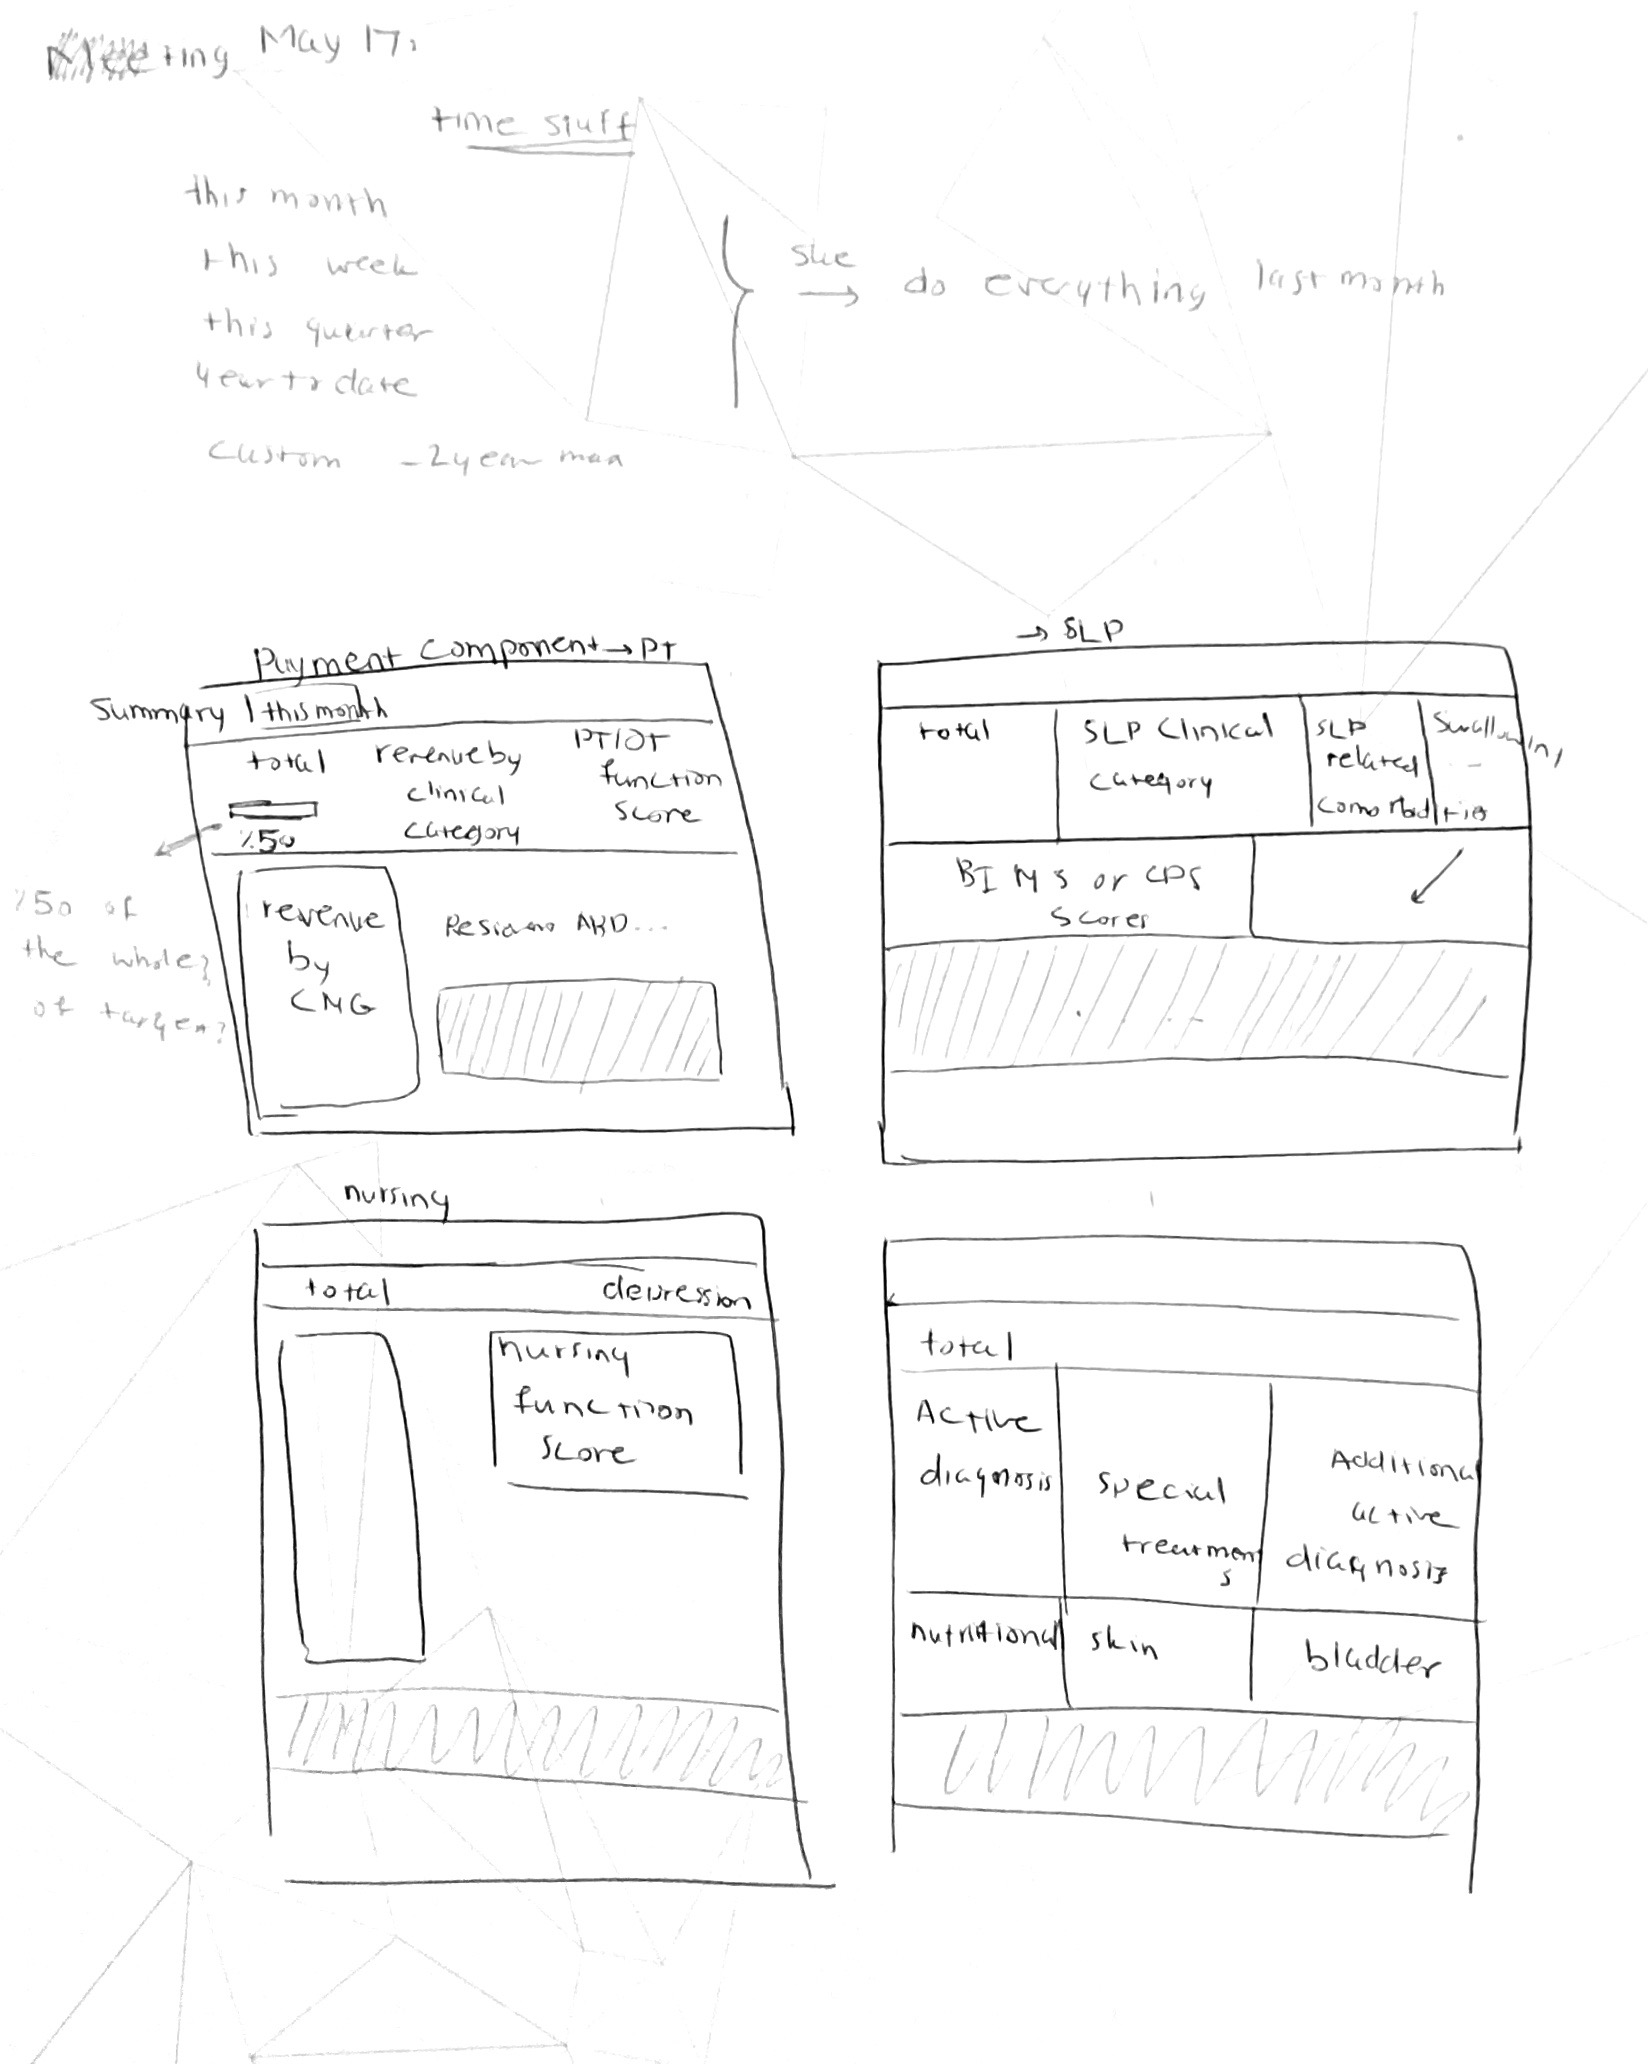 Meeting May 17.
time stuff
this month
this week
this quarter
year to date
custom - 2 year max
she
→ do everything last month
Payment Component → PT
Summary | this month
total
%50
revenue by
clinical
category
PT/OT
function
score
%50 of
the whole?
of target?
revenue
by
CMG
ARD...
→ SLP
total
SLP Clinical
category
SLP
related
comorbid
Swallowing
BIMS or CPS
Scores
nursing
total
depression
nursing
function
score
total
Active
diagnosis
special
treatmen
s
Additional
active
diagnosis
nutritional
skin
bladder